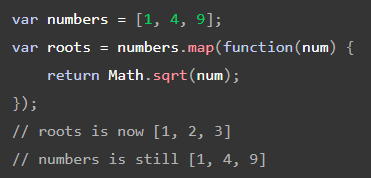 var numbers = [1, 4, 9];
var roots = numbers.map(function(num) {
    return Math.sqrt(num);
});
// roots is now [1, 2, 3]
// numbers is still [1, 4, 9]